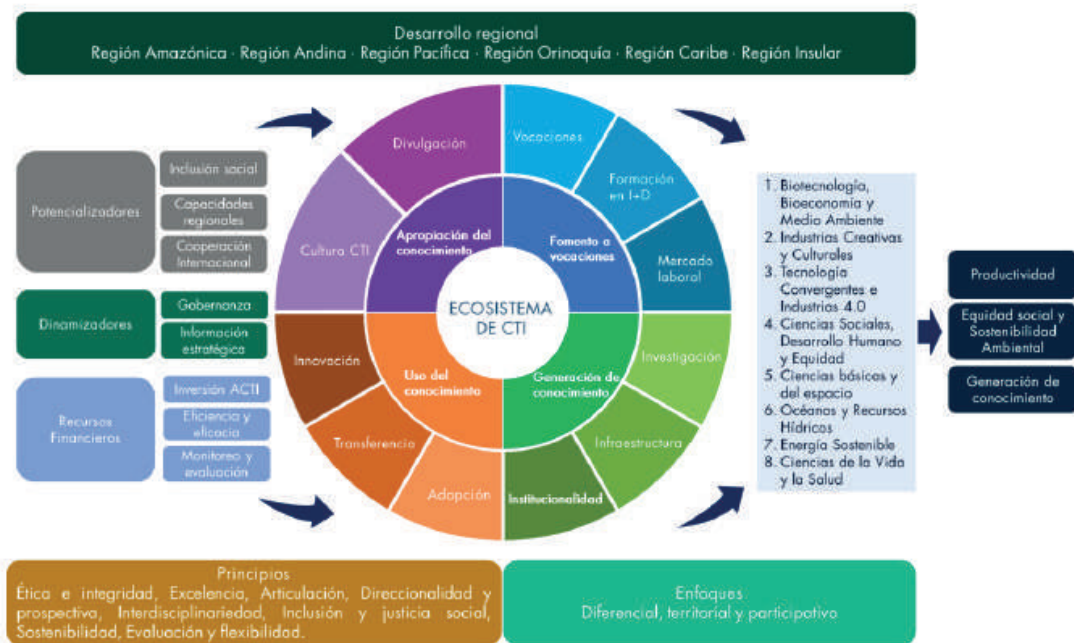 Desarrollo regional
Región Amazónica · Región Andina · Región Pacífica · Región Orinoquía · Región Caribe · Región Insular
Potencializadores
Inclusión social
Capacidades
regionales
Cooperación
Internacional
Dinamizadores
Gobernanza
Información
estratégica
Recursos
Financieros
Inversión ACTI
Eficiencia y
eficacia
Monitoreo y
evaluación
Divulgación
Vocaciones
Formación
en I+D
Mercado
laboral
Cultura CTI
Apropiación del
conocimiento
Fomento a
vocaciones
ECOSISTEMA
DE CTI
Innovación
Uso del
conocimiento
Generación de
conocimiento
Investigación
Transferencia
Infraestructura
Adopción
Institucionalidad
1. Biotecnología,
Bioeconomía y
Medio Ambiente
2. Industrias Creativas
y Culturales
3. Tecnología
Convergentes e
Industrias 4.0
4. Ciencias Sociales,
Desarrollo Humano
y Equidad
5. Ciencias básicas y
del espacio
6. Océanos y Recursos
Hídricos
7. Energía Sostenible
8. Ciencias de la Vida
y la Salud
Productividad
Equidad social y
Sostenibilidad
Ambiental
Generación de
conocimiento
Principios
Ética e integridad, Excelencia, Articulación, Direccionalidad y
prospectiva, Interdisciplinariedad, Inclusión y justicia social,
Sostenibilidad, Evaluación y flexibilidad.
Enfoques
Diferencial, territorial y participativo